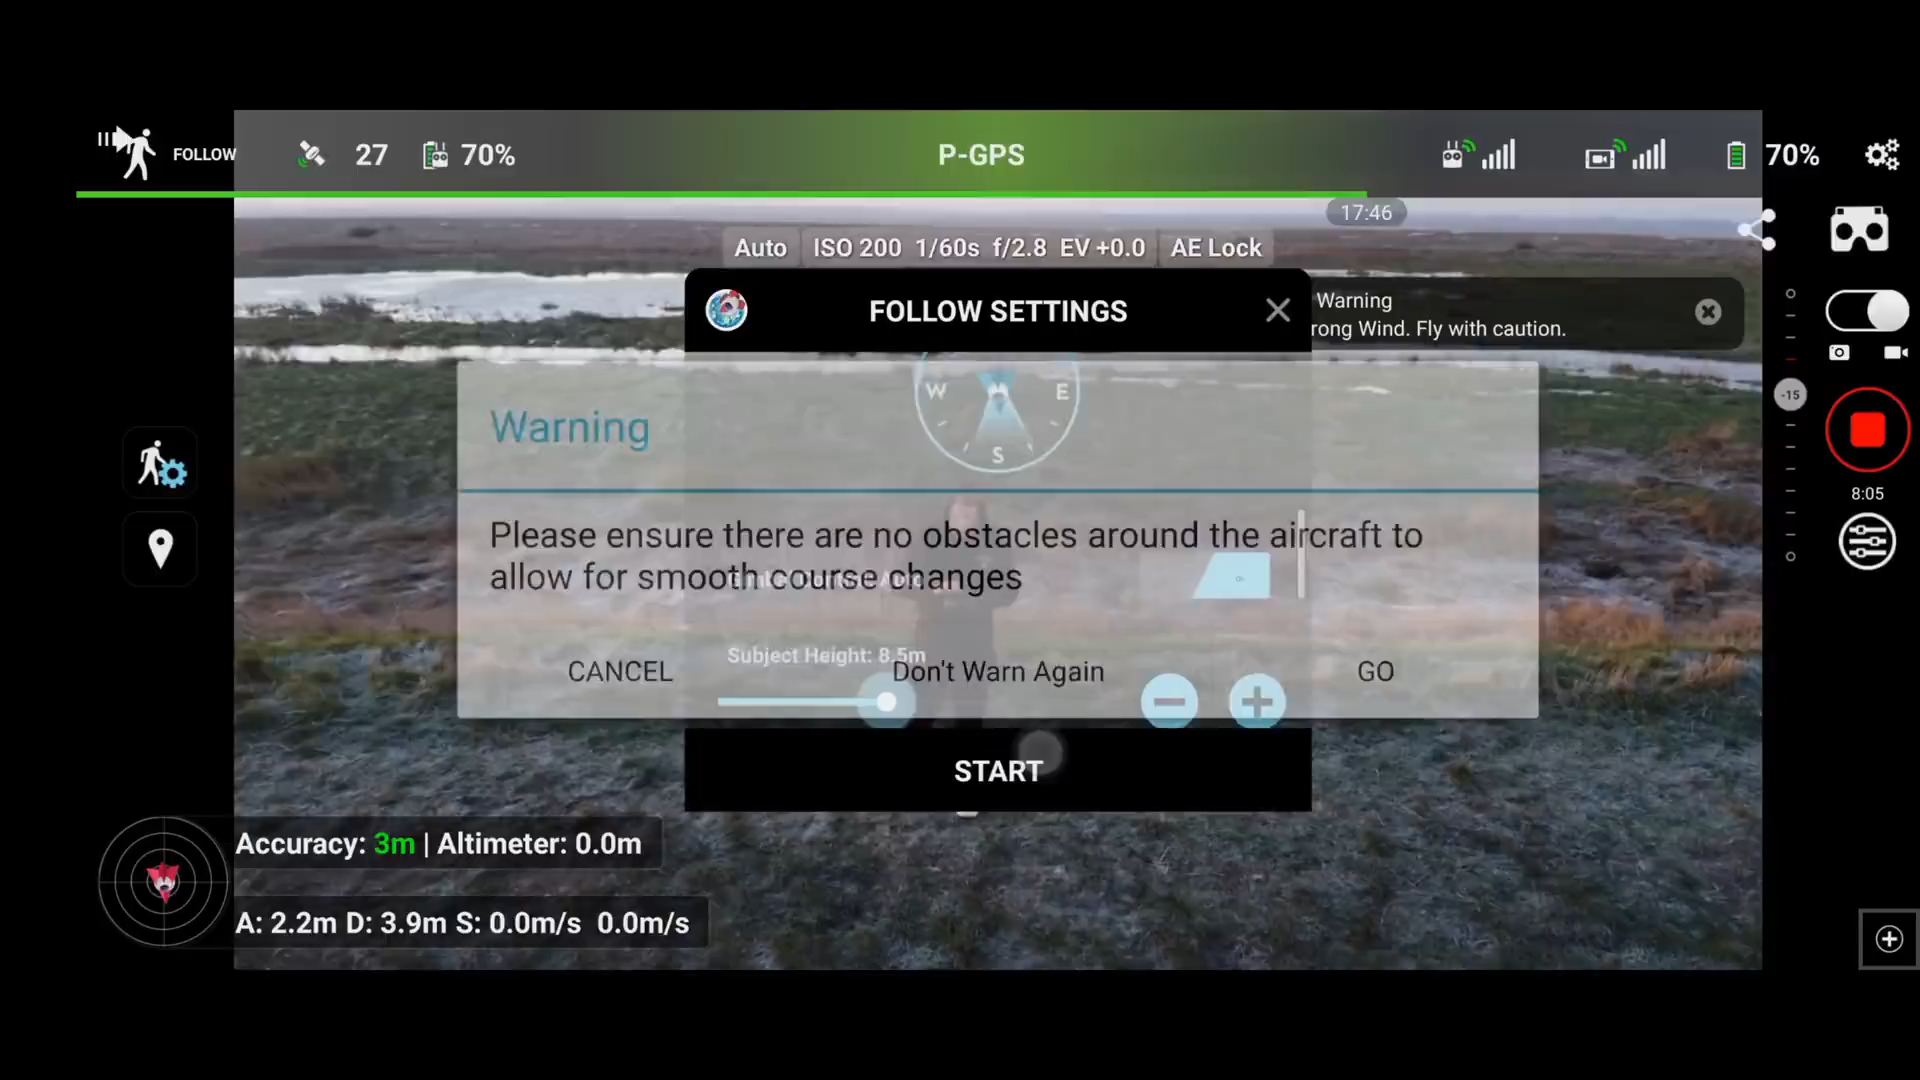 FOLLOW
27
70%
P-GPS
70%
17:46
Auto
ISO 200 1/60s f/2.8 EV +0.0
AE Lock
FOLLOW SETTINGS
Warning
rong Wind. Fly with caution.
W
E
S
-15
8:05
Warning
Please ensure there are no obstacles around the aircraft to
allow for smooth course changes
Subject Height: 8.5m
CANCEL
Don't Warn Again
GO
START
Accuracy: 3m | Altimeter: 0.0m
A: 2.2m D: 3.9m S: 0.0m/s 0.0m/s